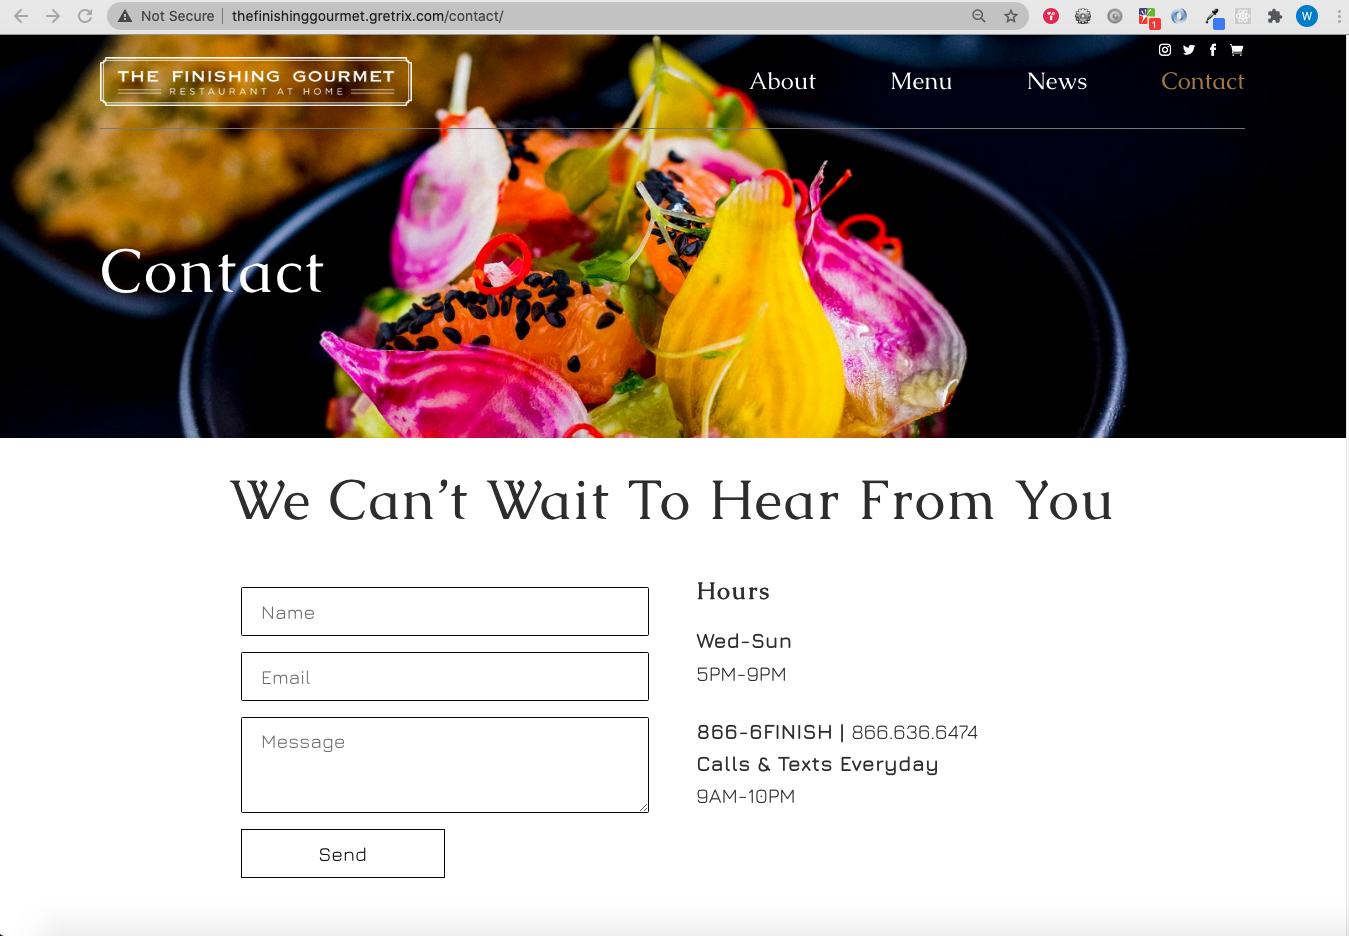 Not Secure | thefinishinggourmet.gretrix.com/contact/
1
W
THE FINISHING GOURMET
RESTAURANT AT HOME
About Menu News Contact
Contact
We Can't Wait To Hear From You
Name
Email
Message
Send
Hours
Wed-Sun
5PM-9PM
866-6FINISH | 866.636.6474
Calls & Texts Everyday
9AM-10PM